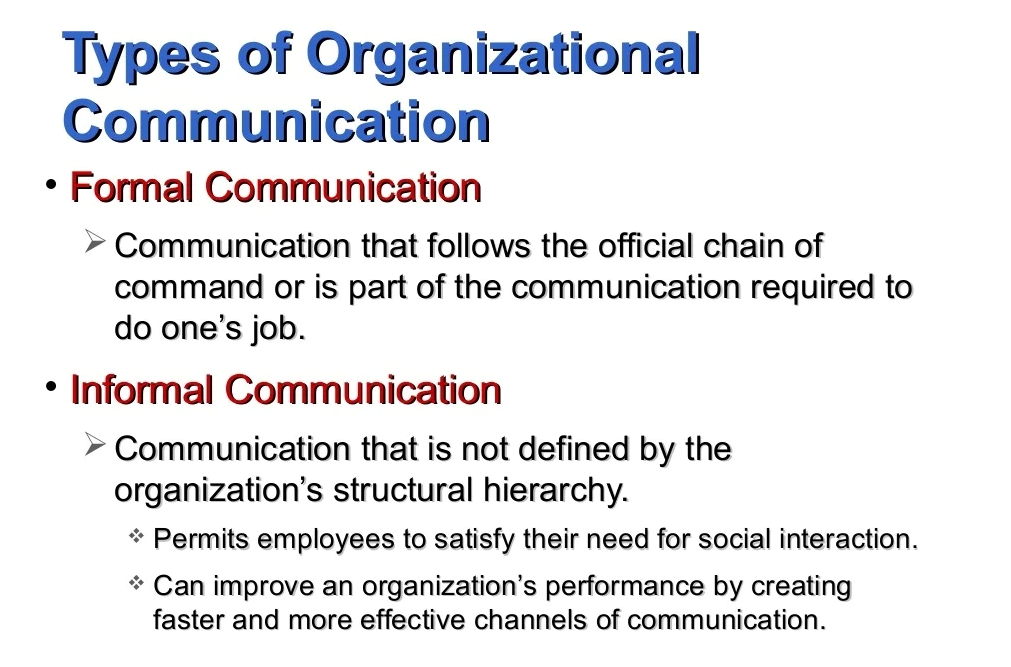 Types of Organizational
Communication
• Formal Communication
➢ Communication that follows the official chain of
command or is part of the communication required to
do one’s job.
• Informal Communication
➢ Communication that is not defined by the
organization’s structural hierarchy.
❖ Permits employees to satisfy their need for social interaction.
❖ Can improve an organization’s performance by creating
faster and more effective channels of communication.